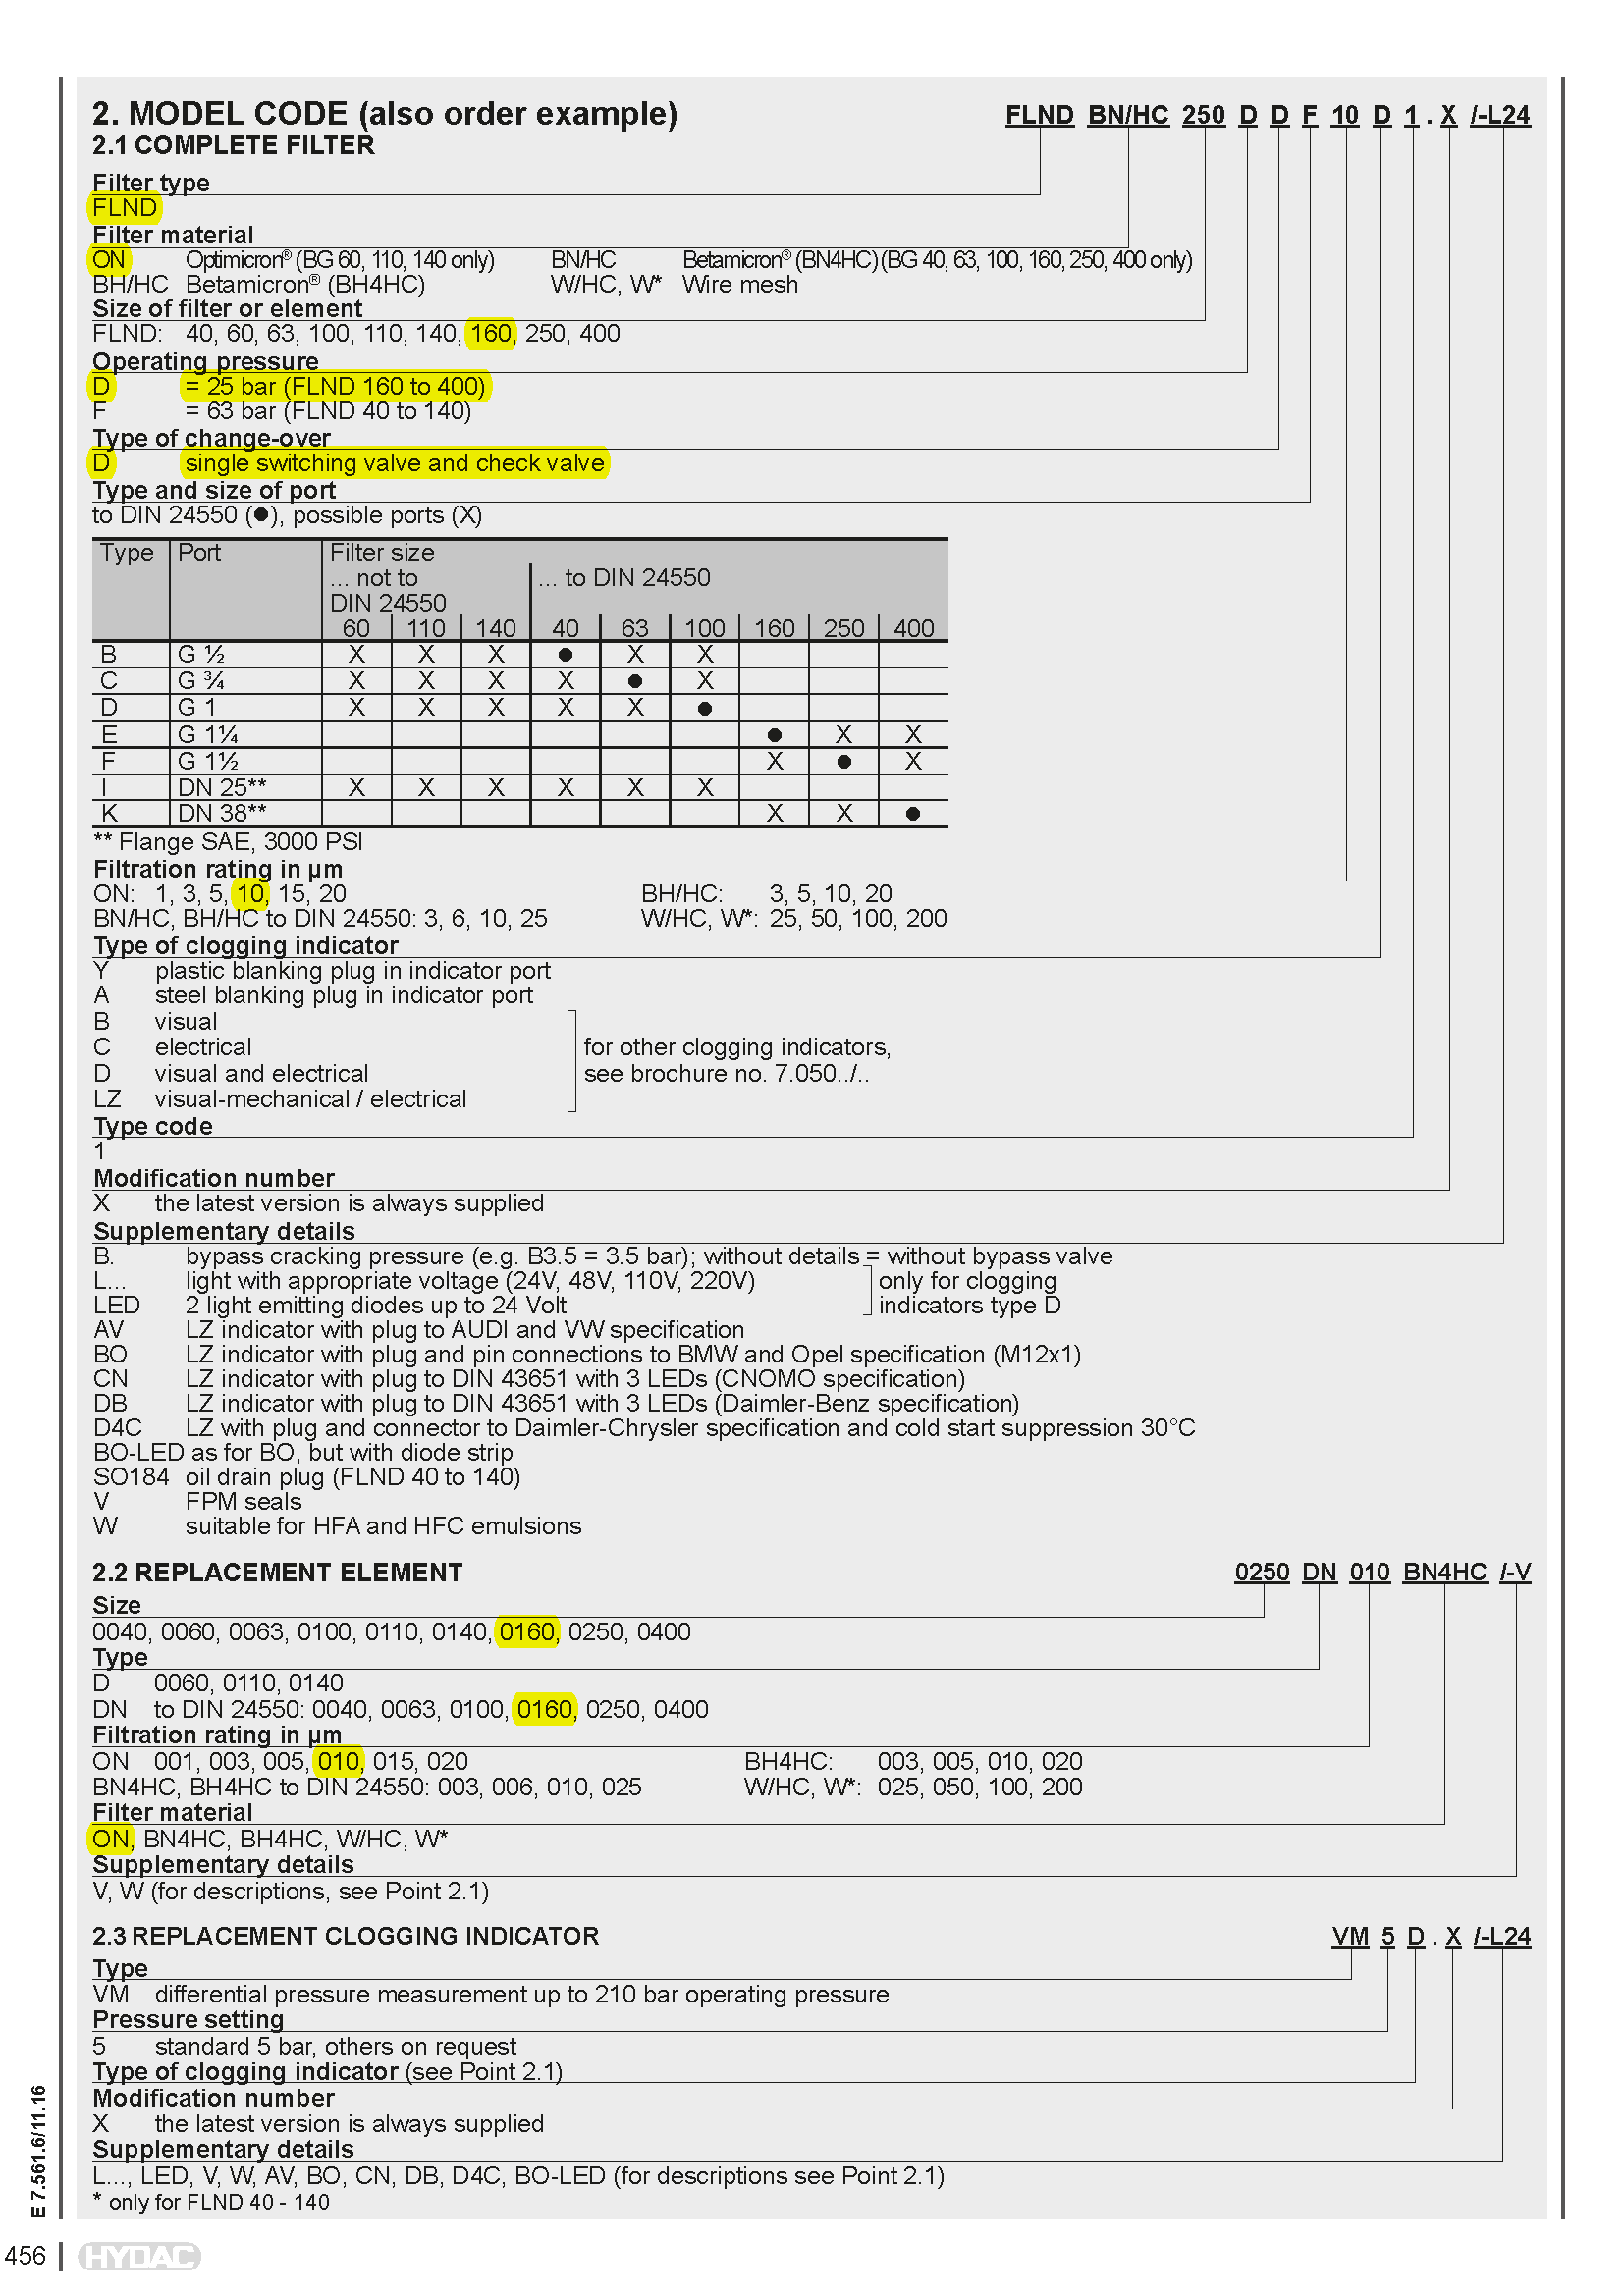 2. MODEL CODE (also order example)
FLND BN/HC 250 D D F 10 D 1 . X /-L24
2.1 COMPLETE FILTER
Filter type
FLND
Filter material
ON Optimicron® (BG 60, 110, 140 only) BN/HC Betamicron® (BN4HC)(BG 40, 63, 100, 160, 250, 400 only)
BH/HC Betamicron® (BH4HC) W/HC, W* Wire mesh
Size of filter or element
FLND: 40, 60, 63, 100, 110, 140, 160, 250, 400
Operating pressure
D = 25 bar (FLND 160 to 400)
F = 63 bar (FLND 40 to 140)
Type of change-over
D single switching valve and check valve
Type and size of port
to DIN 24550 (●), possible ports (X)
Type Port Filter size
... not to ... to DIN 24550
DIN 24550
60 110 140 40 63 100 160 250 400
B G ½ X X X ● X X
C G ¾ X X X X ● X
D G 1 X X X X X ●
E G 1¼ ● X X
F G 1½ X ● X
I DN 25** X X X X X X
K DN 38** X X ●
** Flange SAE, 3000 PSI
Filtration rating in µm
ON: 1, 3, 5, 10, 15, 20 BH/HC: 3, 5, 10, 20
BN/HC, BH/HC to DIN 24550: 3, 6, 10, 25 W/HC, W*: 25, 50, 100, 200
Type of clogging indicator
Y plastic blanking plug in indicator port
A steel blanking plug in indicator port
B visual
C electrical for other clogging indicators,
D visual and electrical see brochure no. 7.050../..
LZ visual-mechanical / electrical
Type code
1
Modification number
X the latest version is always supplied
Supplementary details
B. bypass cracking pressure (e.g. B3.5 = 3.5 bar); without details = without bypass valve
L... light with appropriate voltage (24V, 48V, 110V, 220V) only for clogging
LED 2 light emitting diodes up to 24 Volt indicators type D
AV LZ indicator with plug to AUDI and VW specification
BO LZ indicator with plug and pin connections to BMW and Opel specification (M12x1)
CN LZ indicator with plug to DIN 43651 with 3 LEDs (CNOMO specification)
DB LZ indicator with plug to DIN 43651 with 3 LEDs (Daimler-Benz specification)
D4C LZ with plug and connector to Daimler-Chrysler specification and cold start suppression 30°C
BO-LED as for BO, but with diode strip
SO184 oil drain plug (FLND 40 to 140)
V FPM seals
W suitable for HFA and HFC emulsions
2.2 REPLACEMENT ELEMENT
0250 DN 010 BN4HC /-V
Size
0040, 0060, 0063, 0100, 0110, 0140, 0160, 0250, 0400
Type
D 0060, 0110, 0140
DN to DIN 24550: 0040, 0063, 0100, 0160, 0250, 0400
Filtration rating in µm
ON 001, 003, 005, 010, 015, 020 BH4HC: 003, 005, 010, 020
BN4HC, BH4HC to DIN 24550: 003, 006, 010, 025 W/HC, W*: 025, 050, 100, 200
Filter material
ON, BN4HC, BH4HC, W/HC, W*
Supplementary details
V, W (for descriptions, see Point 2.1)
2.3 REPLACEMENT CLOGGING INDICATOR
VM 5 D . X /-L24
Type
VM differential pressure measurement up to 210 bar operating pressure
Pressure setting
5 standard 5 bar, others on request
Type of clogging indicator (see Point 2.1)
Modification number
X the latest version is always supplied
Supplementary details
L..., LED, V, W, AV, BO, CN, DB, D4C, BO-LED (for descriptions see Point 2.1)
* only for FLND 40 - 140
E 7.561.6/11.16
456
HYDAC